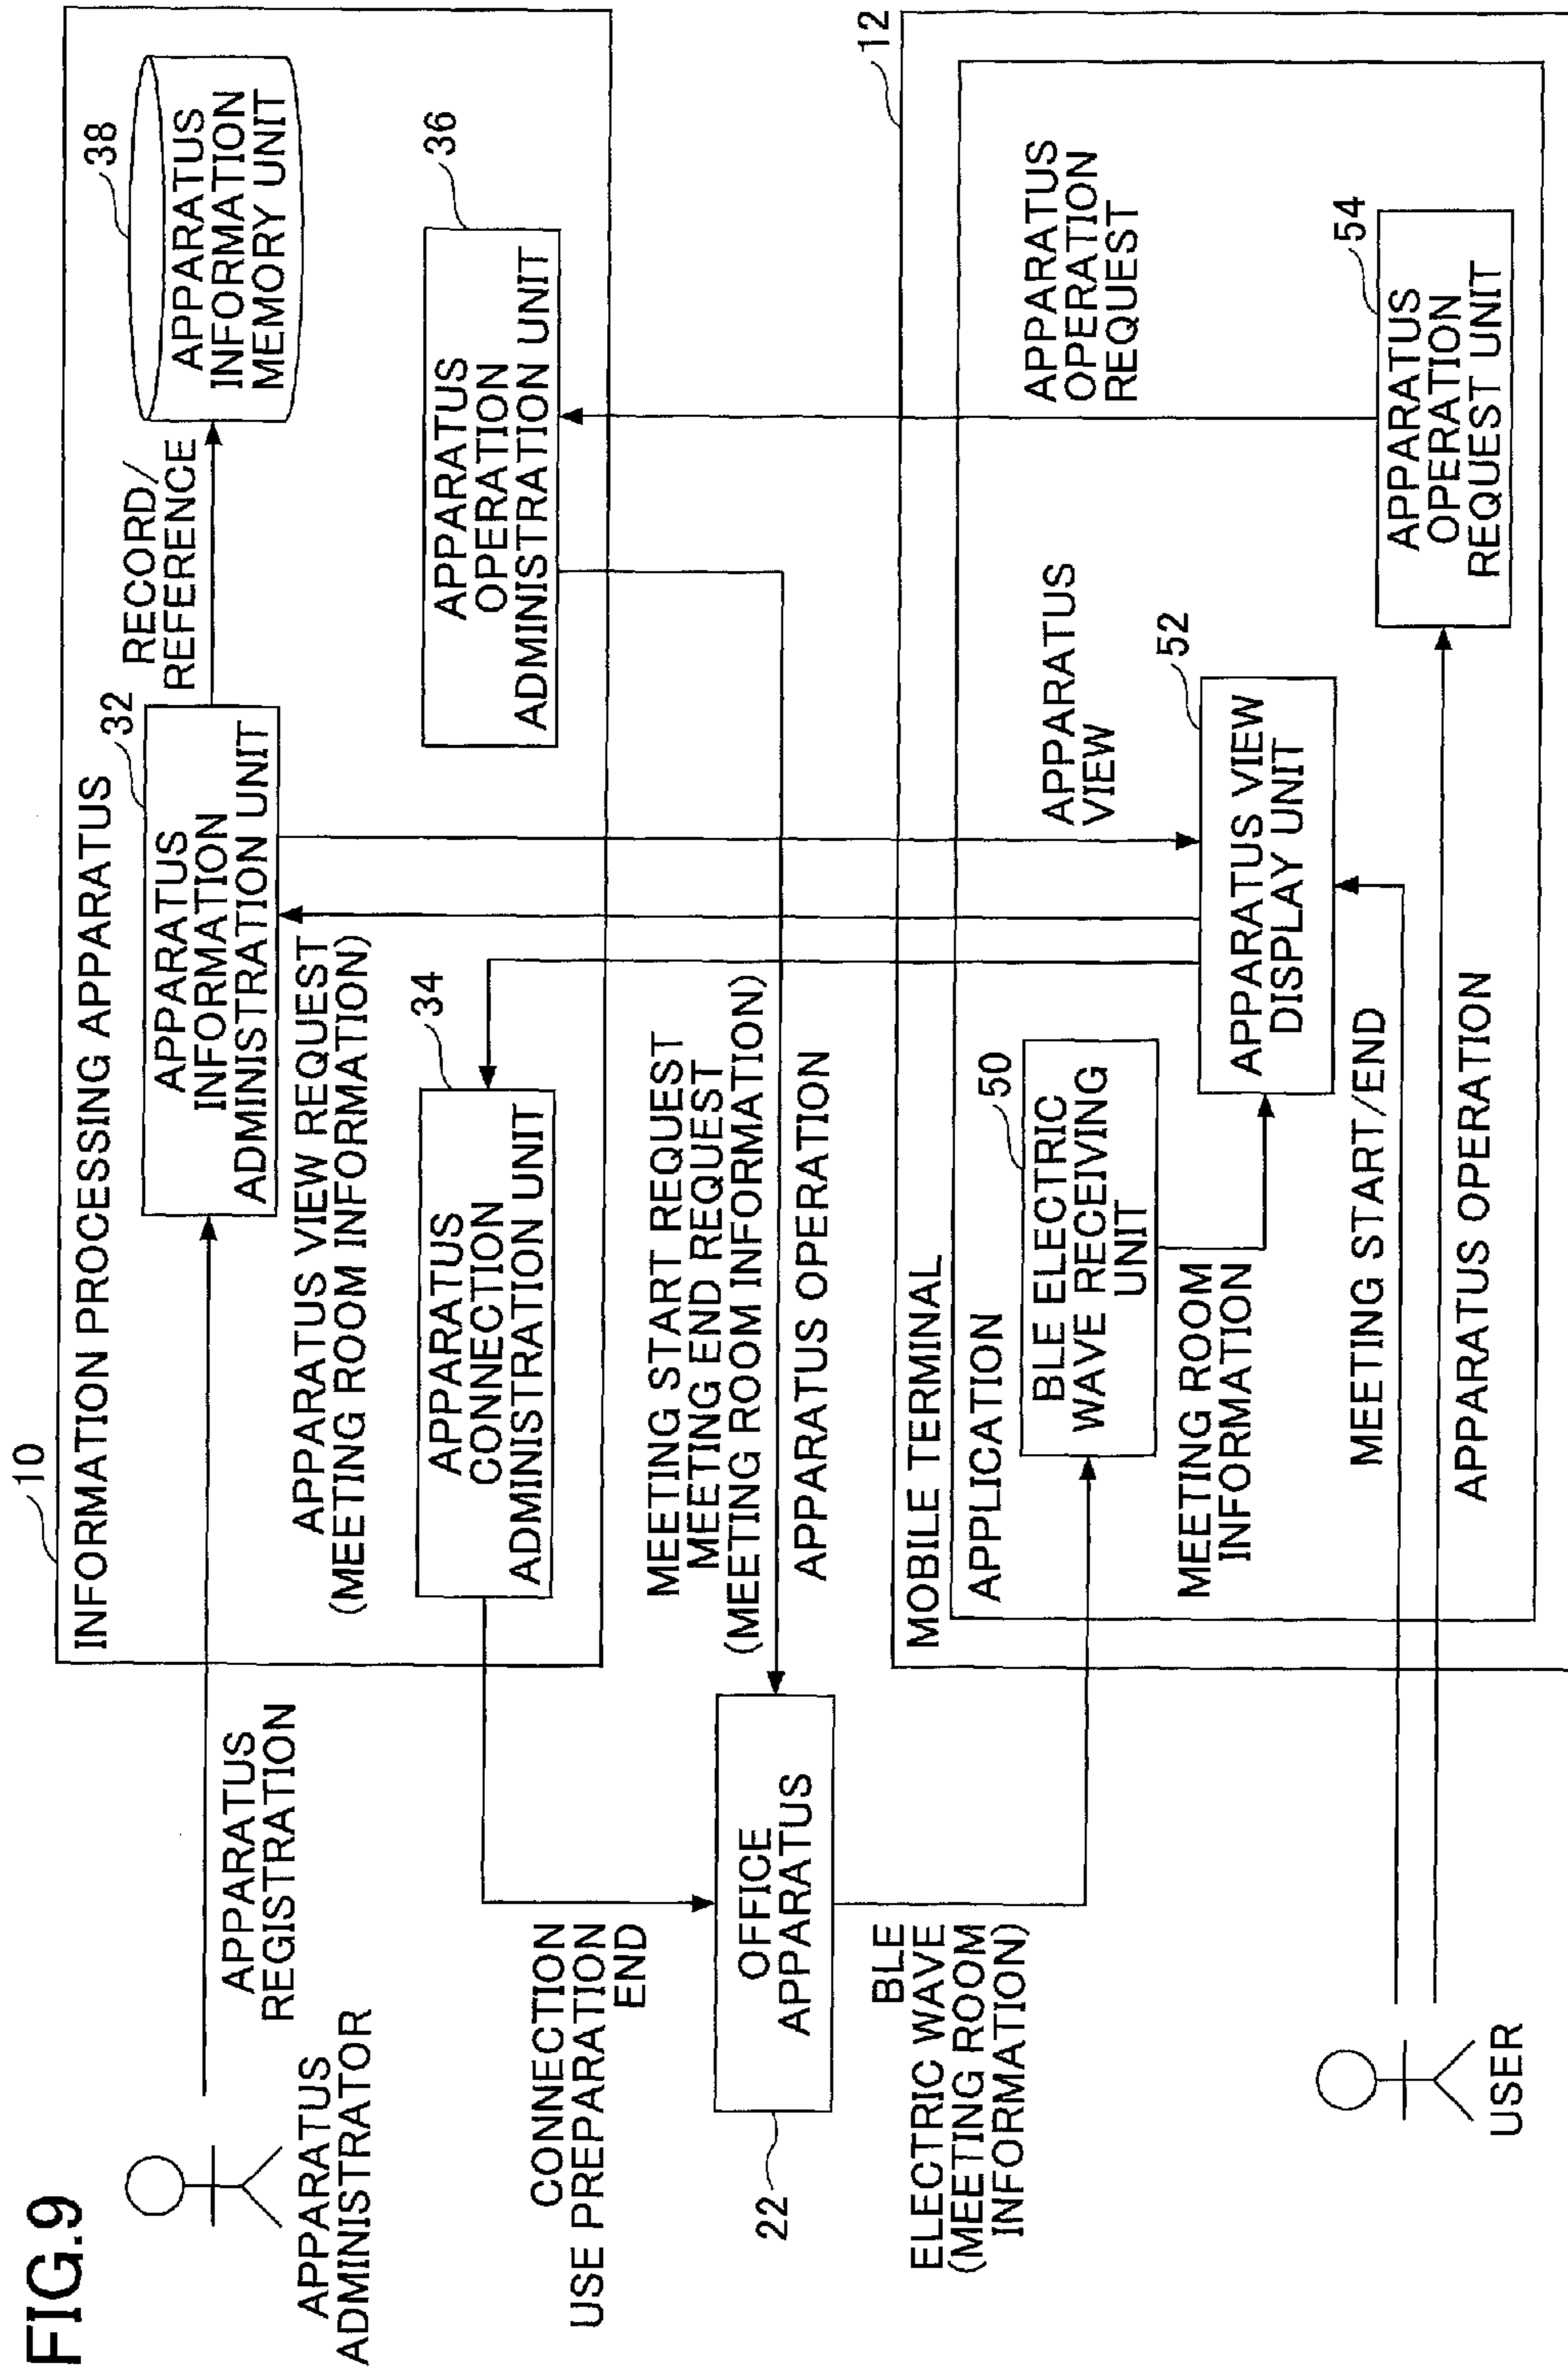 FIG.9
10
INFORMATION PROCESSING APPARATUS
APPARATUS
ADMINISTRATOR
APPARATUS
REGISTRATION
32
APPARATUS
INFORMATION
ADMINISTRATION UNIT
RECORD/
REFERENCE
38
APPARATUS
INFORMATION
MEMORY UNIT
APPARATUS VIEW REQUEST
(MEETING ROOM INFORMATION)
34
APPARATUS
CONNECTION
ADMINISTRATION UNIT
36
APPARATUS
OPERATION
ADMINISTRATION UNIT
CONNECTION
USE PREPARATION
END
MEETING START REQUEST
MEETING END REQUEST
(MEETING ROOM INFORMATION)
APPARATUS OPERATION
OFFICE
APPARATUS
22
BLE
ELECTRIC WAVE
(MEETING ROOM
INFORMATION)
12
MOBILE TERMINAL
APPLICATION
50
BLE ELECTRIC
WAVE RECEIVING
UNIT
MEETING ROOM
INFORMATION
APPARATUS
VIEW
52
APPARATUS VIEW
DISPLAY UNIT
APPARATUS
OPERATION
REQUEST
54
APPARATUS
OPERATION
REQUEST UNIT
MEETING START/END
APPARATUS OPERATION
USER